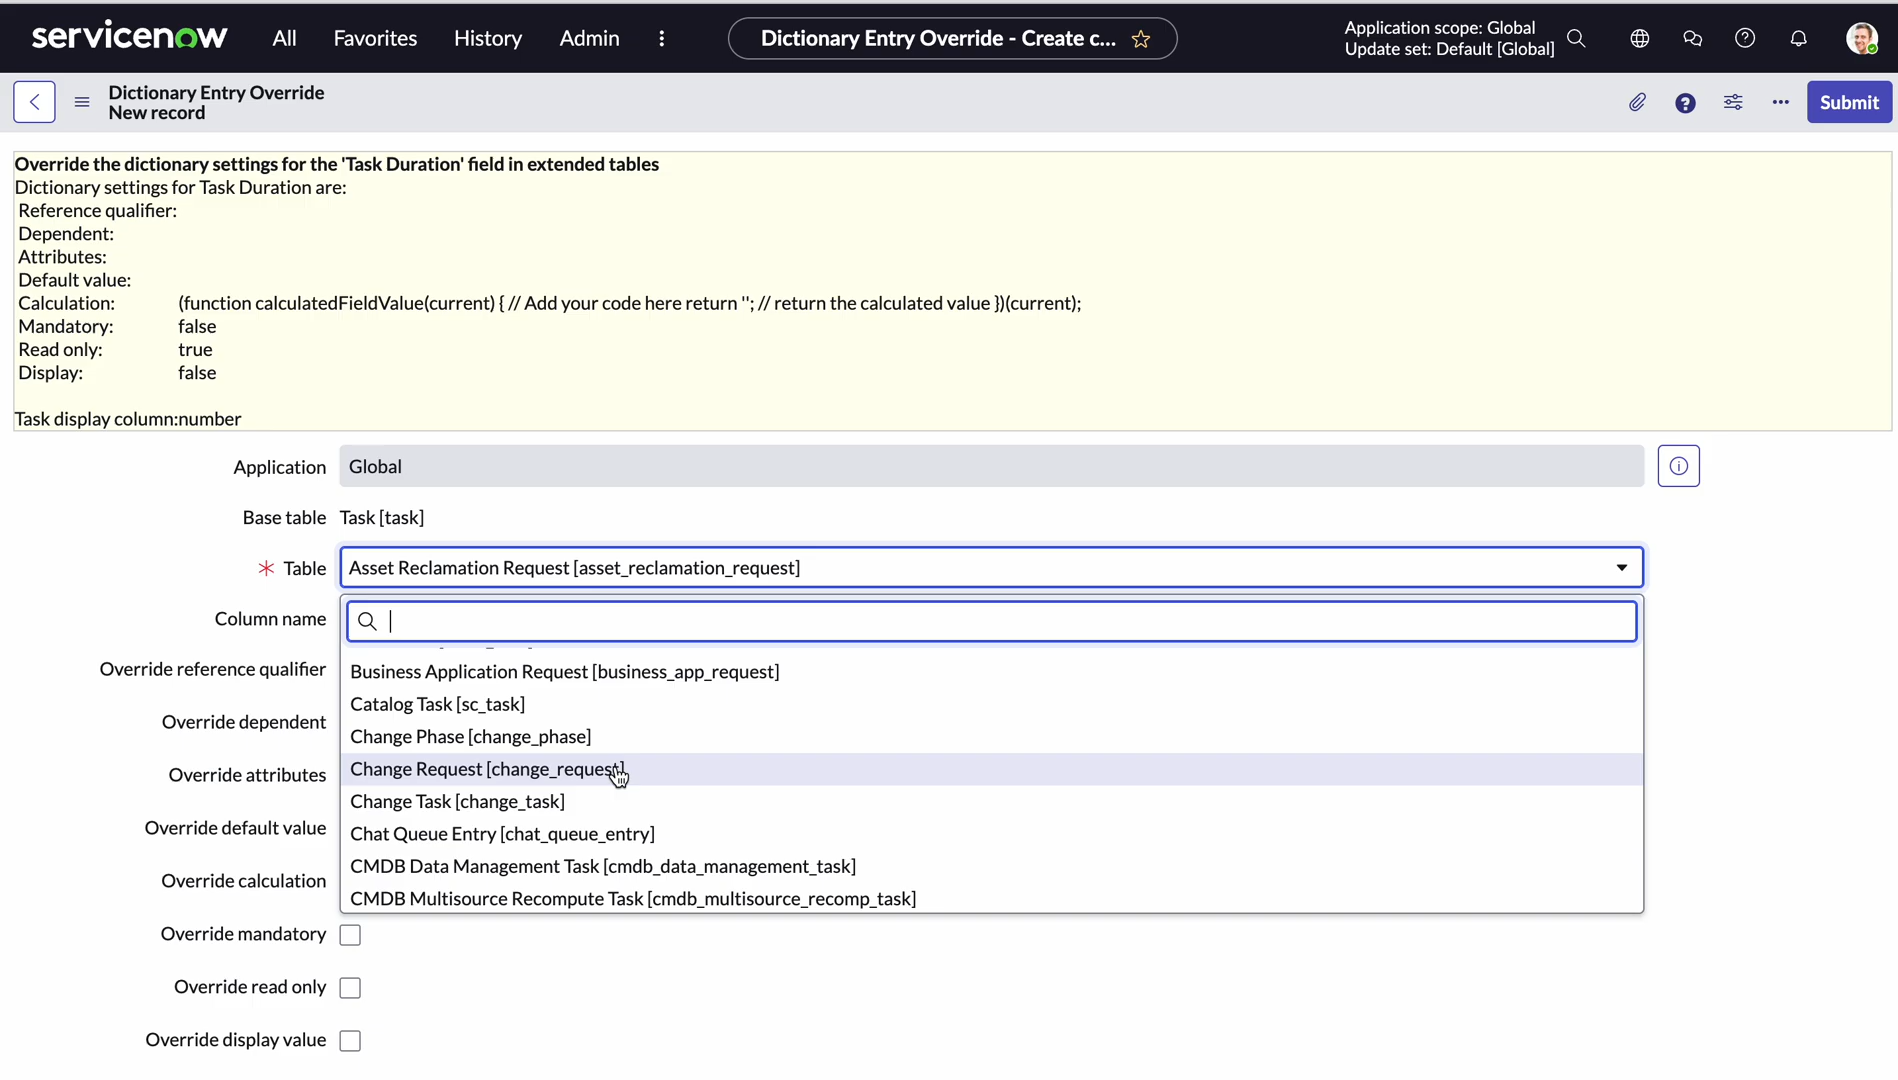 servicenow
All
Favorites
History
Admin
Dictionary Entry Override - Create c...
Application scope: Global
Update set: Default [Global]
Dictionary Entry Override
New record
Submit
Override the dictionary settings for the 'Task Duration' field in extended tables
Dictionary settings for Task Duration are:
Reference qualifier:
Dependent:
Attributes:
Default value:
Calculation: (function calculatedFieldValue(current) { // Add your code here return ''; // return the calculated value })(current);
Mandatory: false
Read only: true
Display: false
Task display column:number
Application Global
Base table Task [task]
* Table Asset Reclamation Request [asset_reclamation_request]
Column name
Override reference qualifier Business Application Request [business_app_request]
Catalog Task [sc_task]
Override dependent
Change Phase [change_phase]
Override attributes Change Request [change_request]
Change Task [change_task]
Override default value Chat Queue Entry [chat_queue_entry]
CMDB Data Management Task [cmdb_data_management_task]
Override calculation
CMDB Multisource Recompute Task [cmdb_multisource_recomp_task]
Override mandatory
Override read only
Override display value